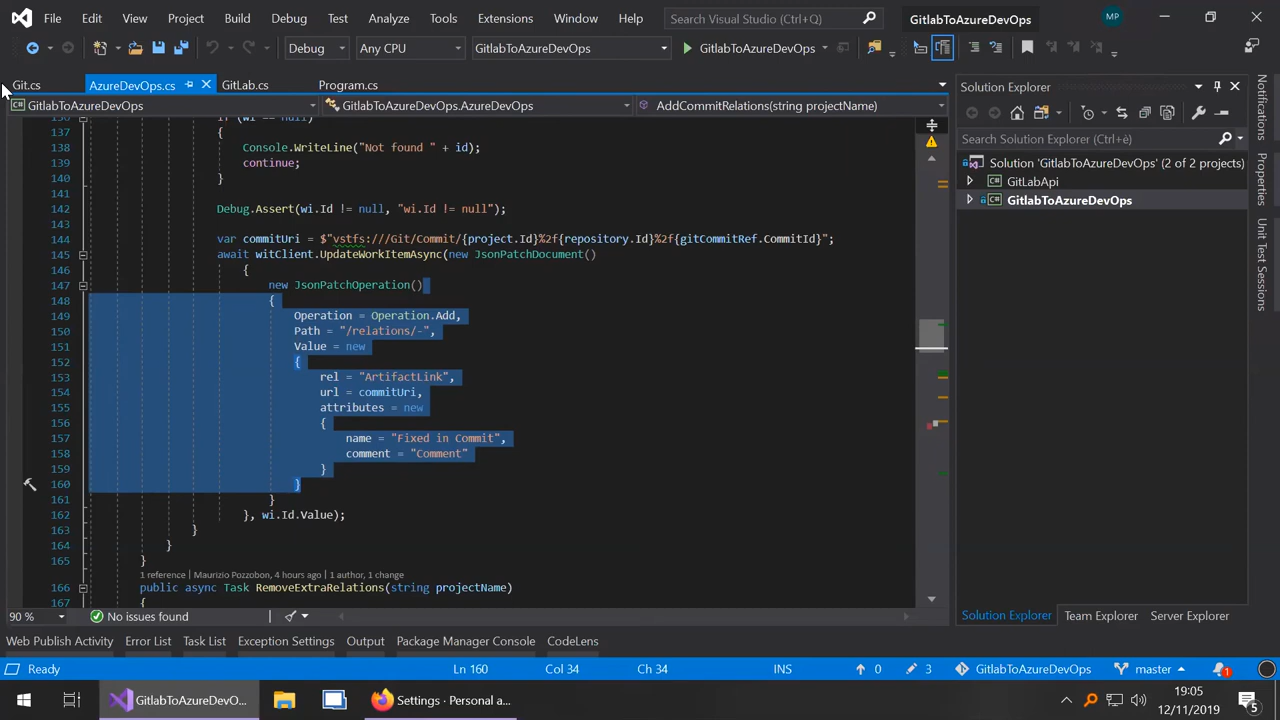 File Edit View Project Build Debug Test Analyze Tools Extensions Window Help Search Visual Studio (Ctrl+Q) GitlabToAzureDevOps MP
Debug Any CPU GitlabToAzureDevOps GitlabToAzureDevOps
Git.cs AzureDevOps.cs GitLab.cs Program.cs
GitlabToAzureDevOps GitlabToAzureDevOps.AzureDevOps AddCommitRelations(string projectName)
136 if (wi == null)
137 {
138 Console.WriteLine("Not found " + id);
139 continue;
140 }
141
142 Debug.Assert(wi.Id != null, "wi.Id != null");
143
144 var commitUri = $"vstfs:///Git/Commit/{project.Id}%2f{repository.Id}%2f{gitCommitRef.CommitId}";
145 await witClient.UpdateWorkItemAsync(new JsonPatchDocument()
146 {
147 new JsonPatchOperation()
148 {
149 Operation = Operation.Add,
150 Path = "/relations/-",
151 Value = new
152 {
153 rel = "ArtifactLink",
154 url = commitUri,
155 attributes = new
156 {
157 name = "Fixed in Commit",
158 comment = "Comment"
159 }
160 }
161 }
162 }, wi.Id.Value);
163 }
164 }
165 }
1 reference | Maurizio Pozzobon, 4 hours ago | 1 author, 1 change
166 public async Task RemoveExtraRelations(string projectName)
167 {
90 % No issues found
Web Publish Activity Error List Task List Exception Settings Output Package Manager Console CodeLens
Solution Explorer
Search Solution Explorer (Ctrl+è)
Solution 'GitlabToAzureDevOps' (2 of 2 projects)
C# GitLabApi
C# GitlabToAzureDevOps
Solution Explorer Team Explorer Server Explorer
Notifications
Properties
Unit Test Sessions
Ready Ln 160 Col 34 Ch 34 INS 0 3 GitlabToAzureDevOps master 1
GitlabToAzureDevO... Settings - Personal a...
19:05
12/11/2019
5